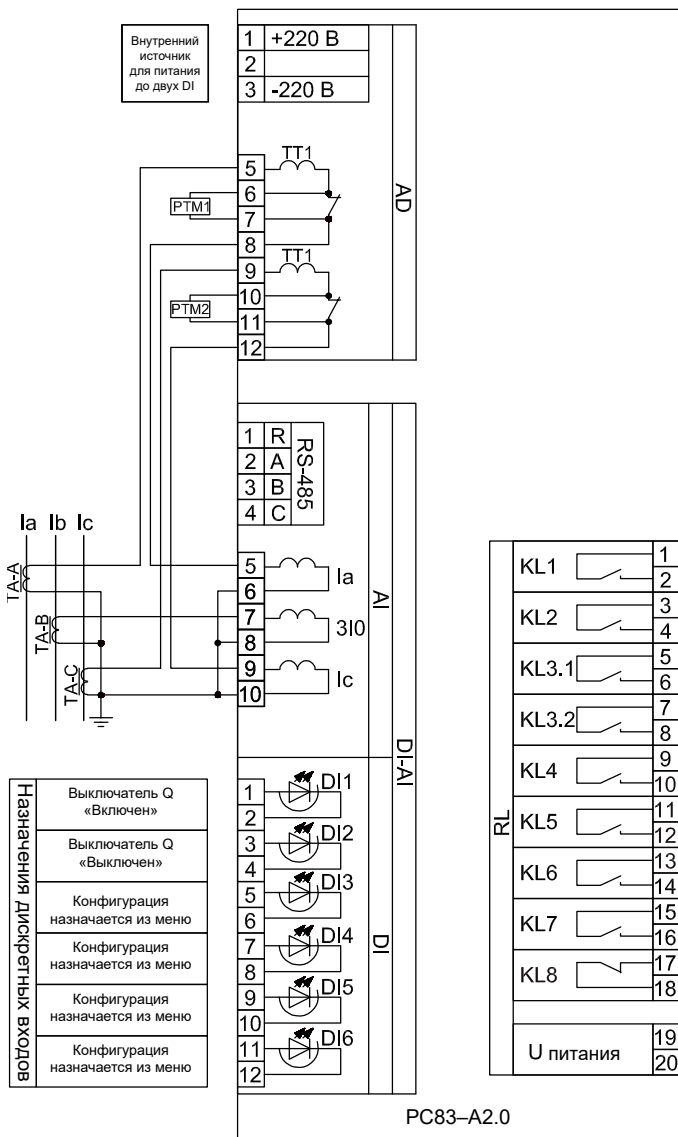 Внутренний
источник
для питания
до двух DI
1 +220 В
2
3 -220 В
5 ТТ1
6
РТМ1
7
8
9 ТТ1
10
РТМ2
11
12
AD
1 R
2 A
3 B
4 C
RS-485
Ia Ib Ic
TA-A
TA-B
TA-C
5
6
Ia
7
8
3I0
9
10
Ic
AI
DI-AI
Назначения дискретных входов
Выключатель Q
«Включен»
Выключатель Q
«Выключен»
Конфигурация
назначается из меню
Конфигурация
назначается из меню
Конфигурация
назначается из меню
Конфигурация
назначается из меню
1 DI1
2
3 DI2
4
5 DI3
6
7 DI4
8
9 DI5
10
11 DI6
12
DI
RL
KL1 1
2
KL2 3
4
KL3.1 5
6
KL3.2 7
8
KL4 9
10
KL5 11
12
KL6 13
14
KL7 15
16
KL8 17
18
U питания 19
20
РС83–А2.0